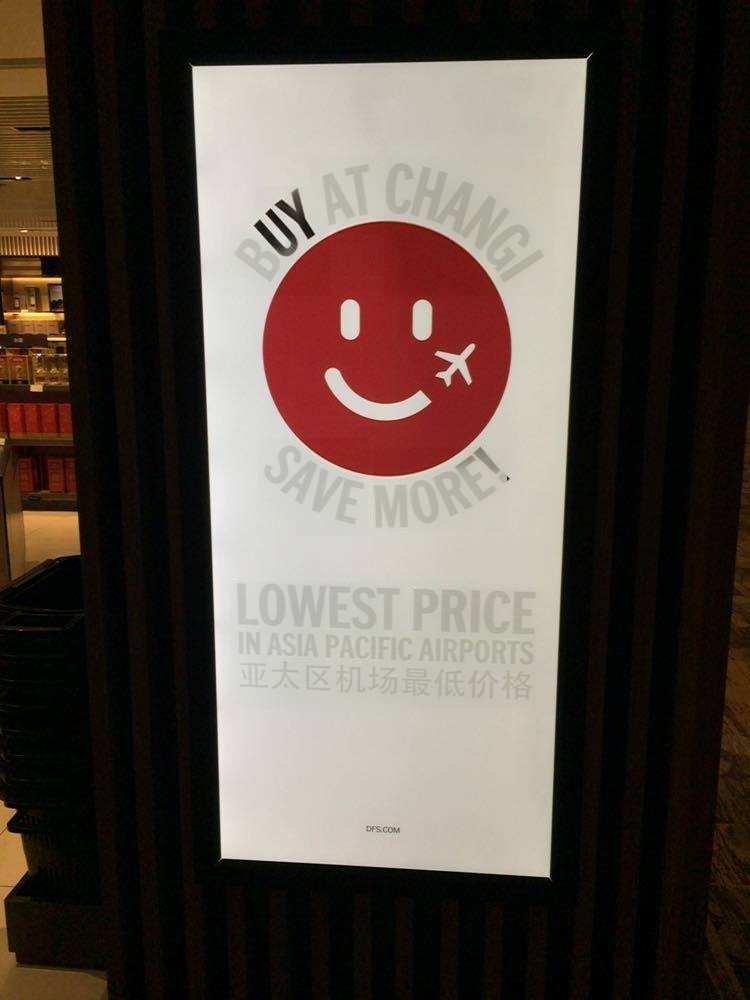 BUY AT CHANGI
SAVE MORE!
LOWEST PRICE
IN ASIA PACIFIC AIRPORTS
亚太区机场最低价格
DFS.COM